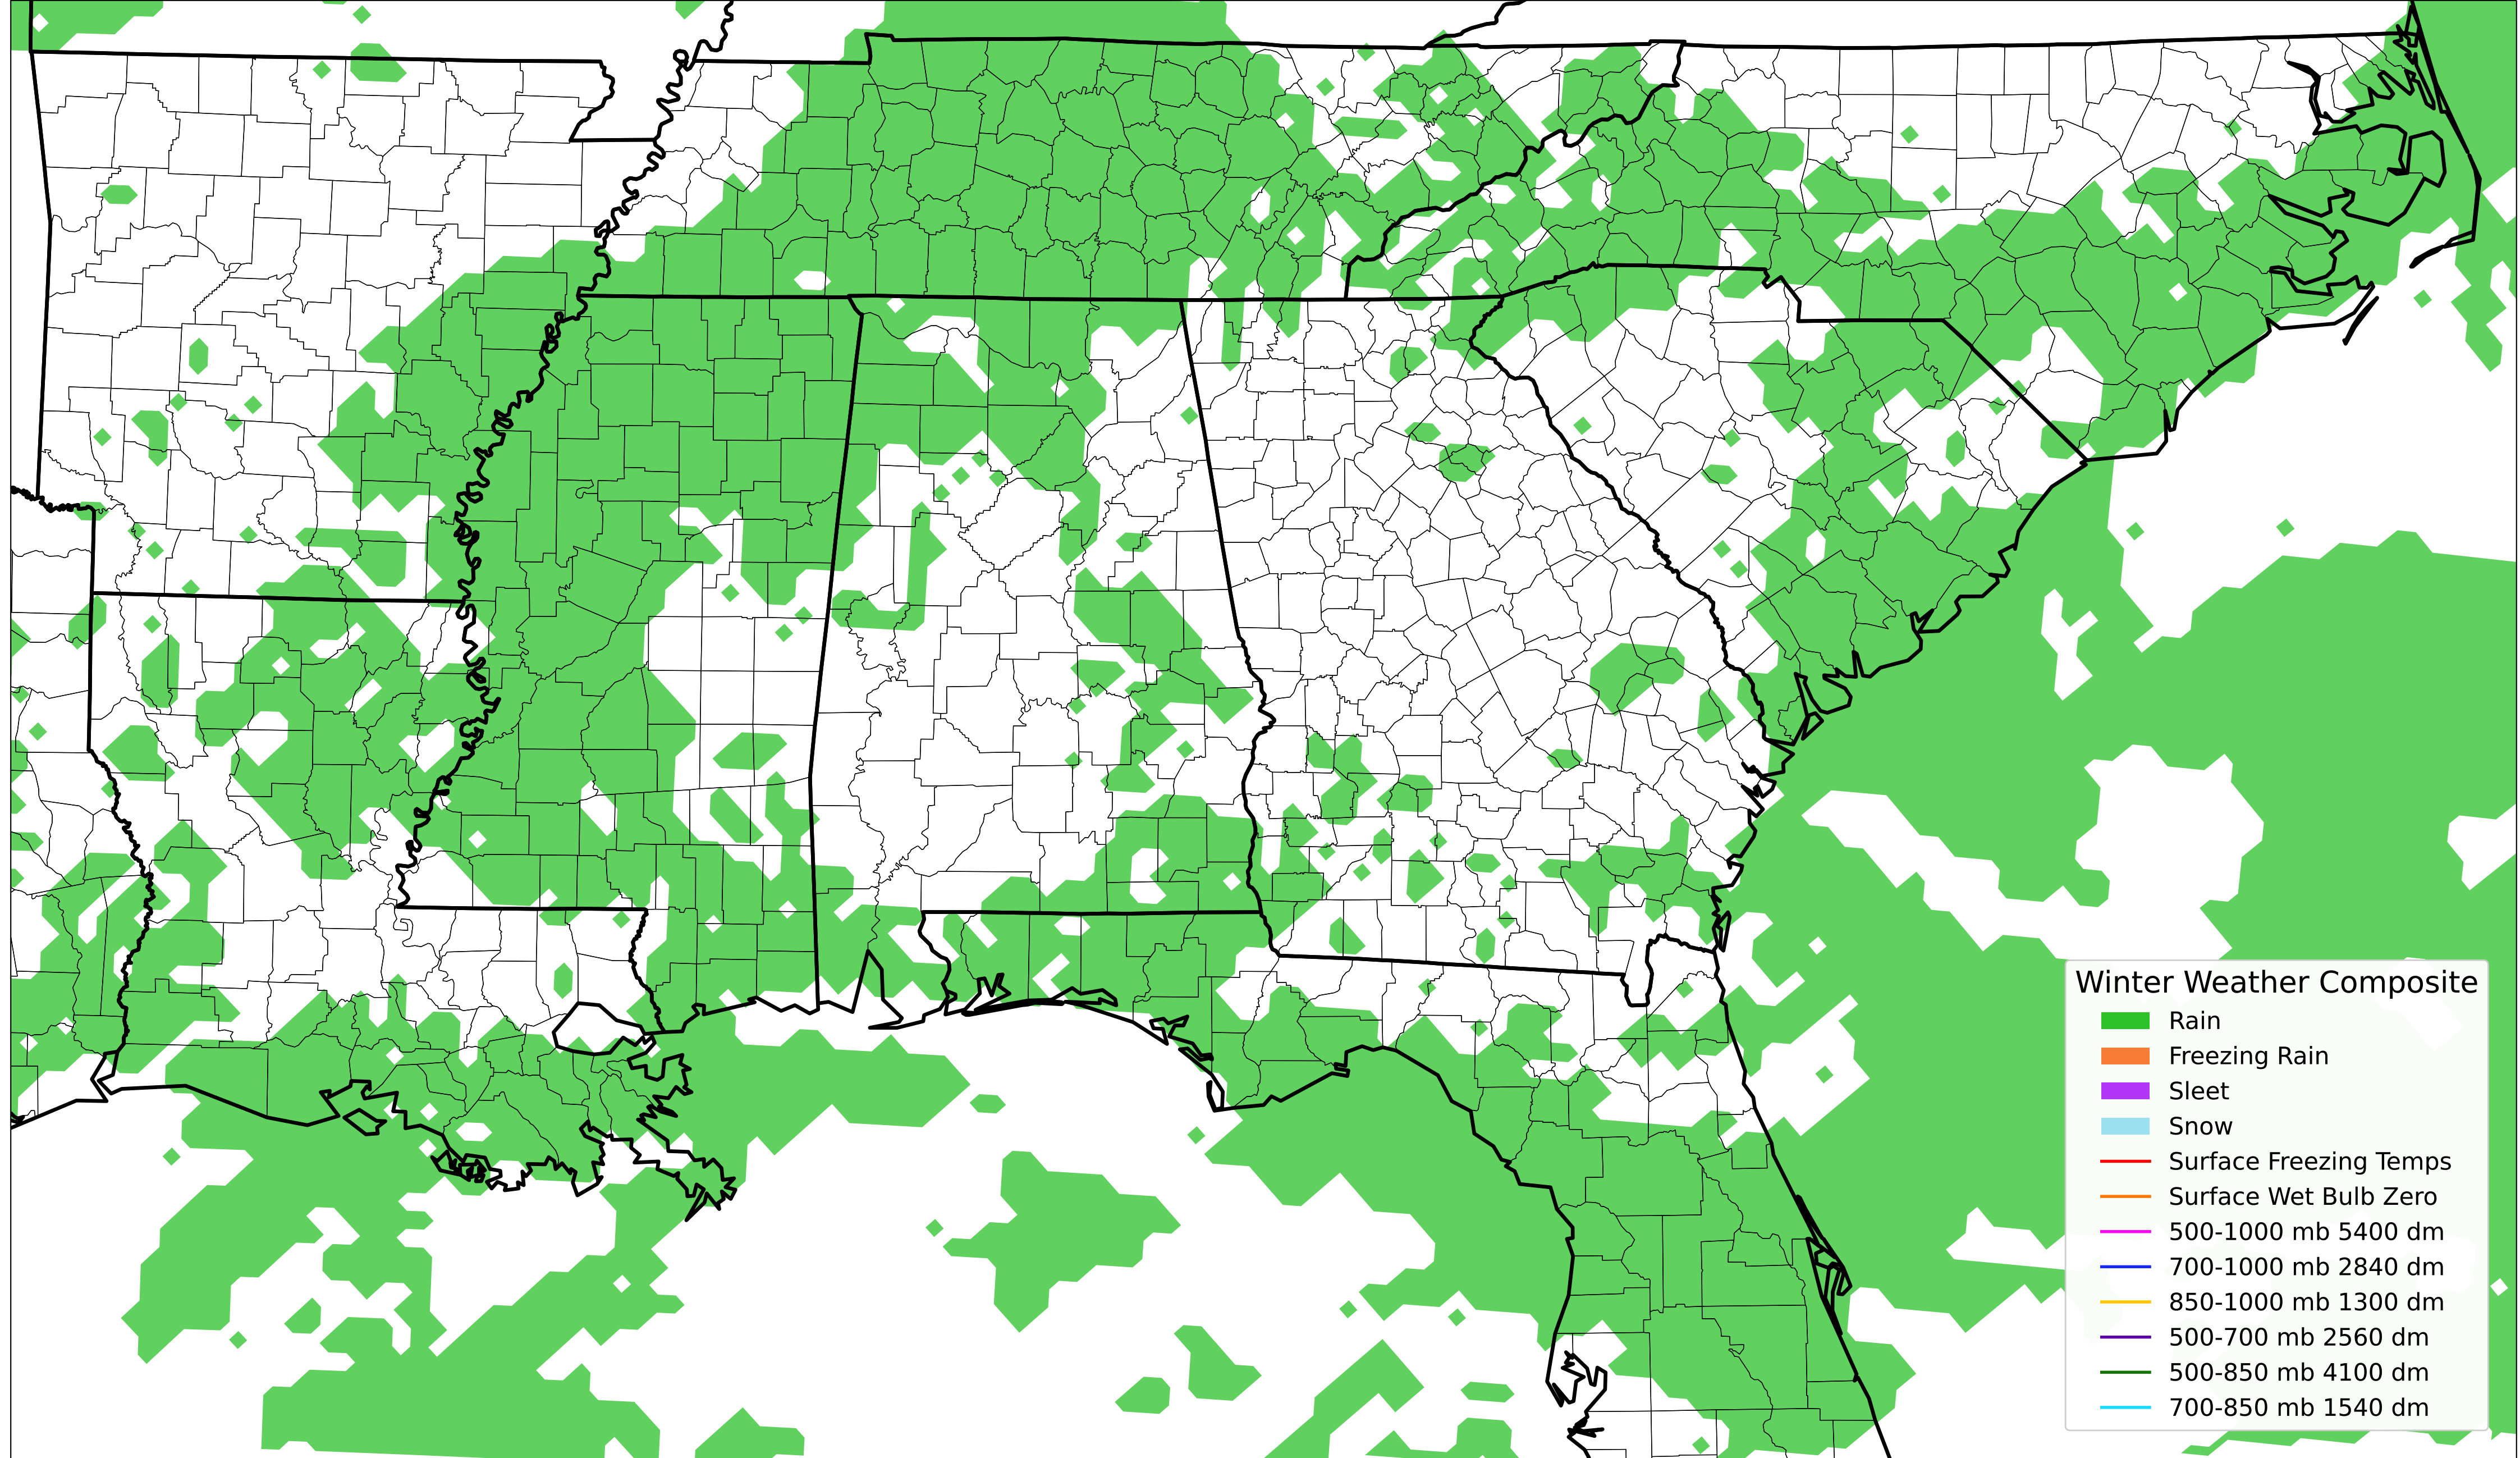 Winter Weather Composite
Rain
Freezing Rain
Sleet
Snow
Surface Freezing Temps
Surface Wet Bulb Zero
500-1000 mb 5400 dm
700-1000 mb 2840 dm
850-1000 mb 1300 dm
500-700 mb 2560 dm
500-850 mb 4100 dm
700-850 mb 1540 dm